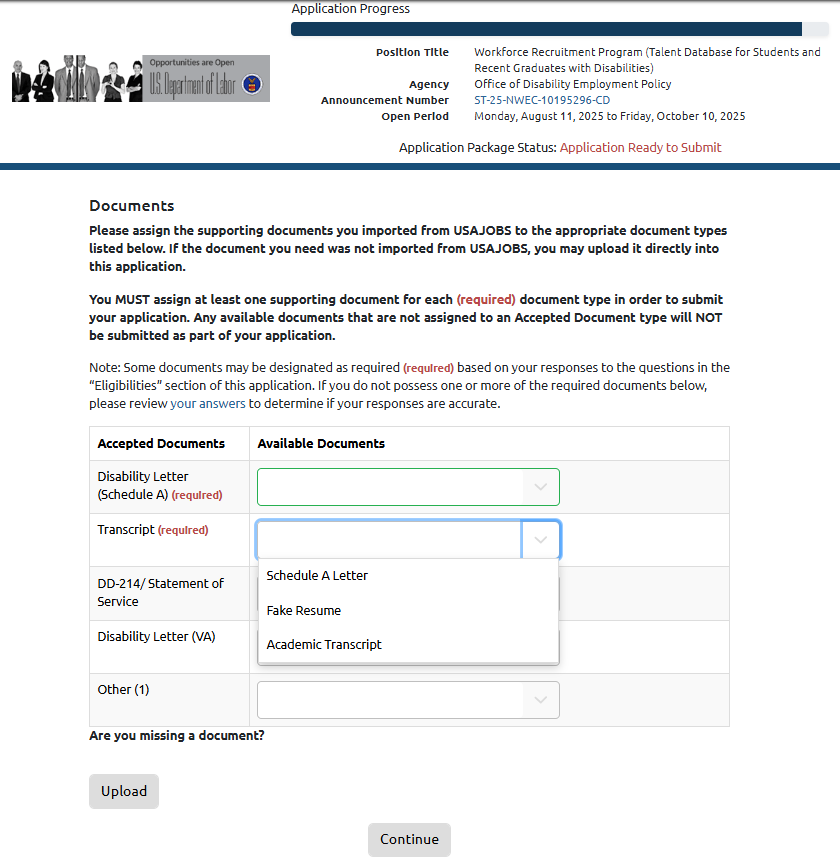 Application Progress
Opportunities are Open
U.S. Department of Labor
Position Title Workforce Recruitment Program (Talent Database for Students and
Recent Graduates with Disabilities)
Agency Office of Disability Employment Policy
Announcement Number ST-25-NWEC-10195296-CD
Open Period Monday, August 11, 2025 to Friday, October 10, 2025
Application Package Status: Application Ready to Submit
Documents
Please assign the supporting documents you imported from USAJOBS to the appropriate document types
listed below. If the document you need was not imported from USAJOBS, you may upload it directly into
this application.
You MUST assign at least one supporting document for each (required) document type in order to submit
your application. Any available documents that are not assigned to an Accepted Document type will NOT
be submitted as part of your application.
Note: Some documents may be designated as required (required) based on your responses to the questions in the
“Eligibilities” section of this application. If you do not possess one or more of the required documents below,
please review your answers to determine if your responses are accurate.
Accepted Documents Available Documents
Disability Letter
(Schedule A) (required)
Transcript (required)
Schedule A Letter
Fake Resume
Academic Transcript
DD-214/ Statement of
Service
Disability Letter (VA)
Other (1)
Are you missing a document?
Upload
Continue